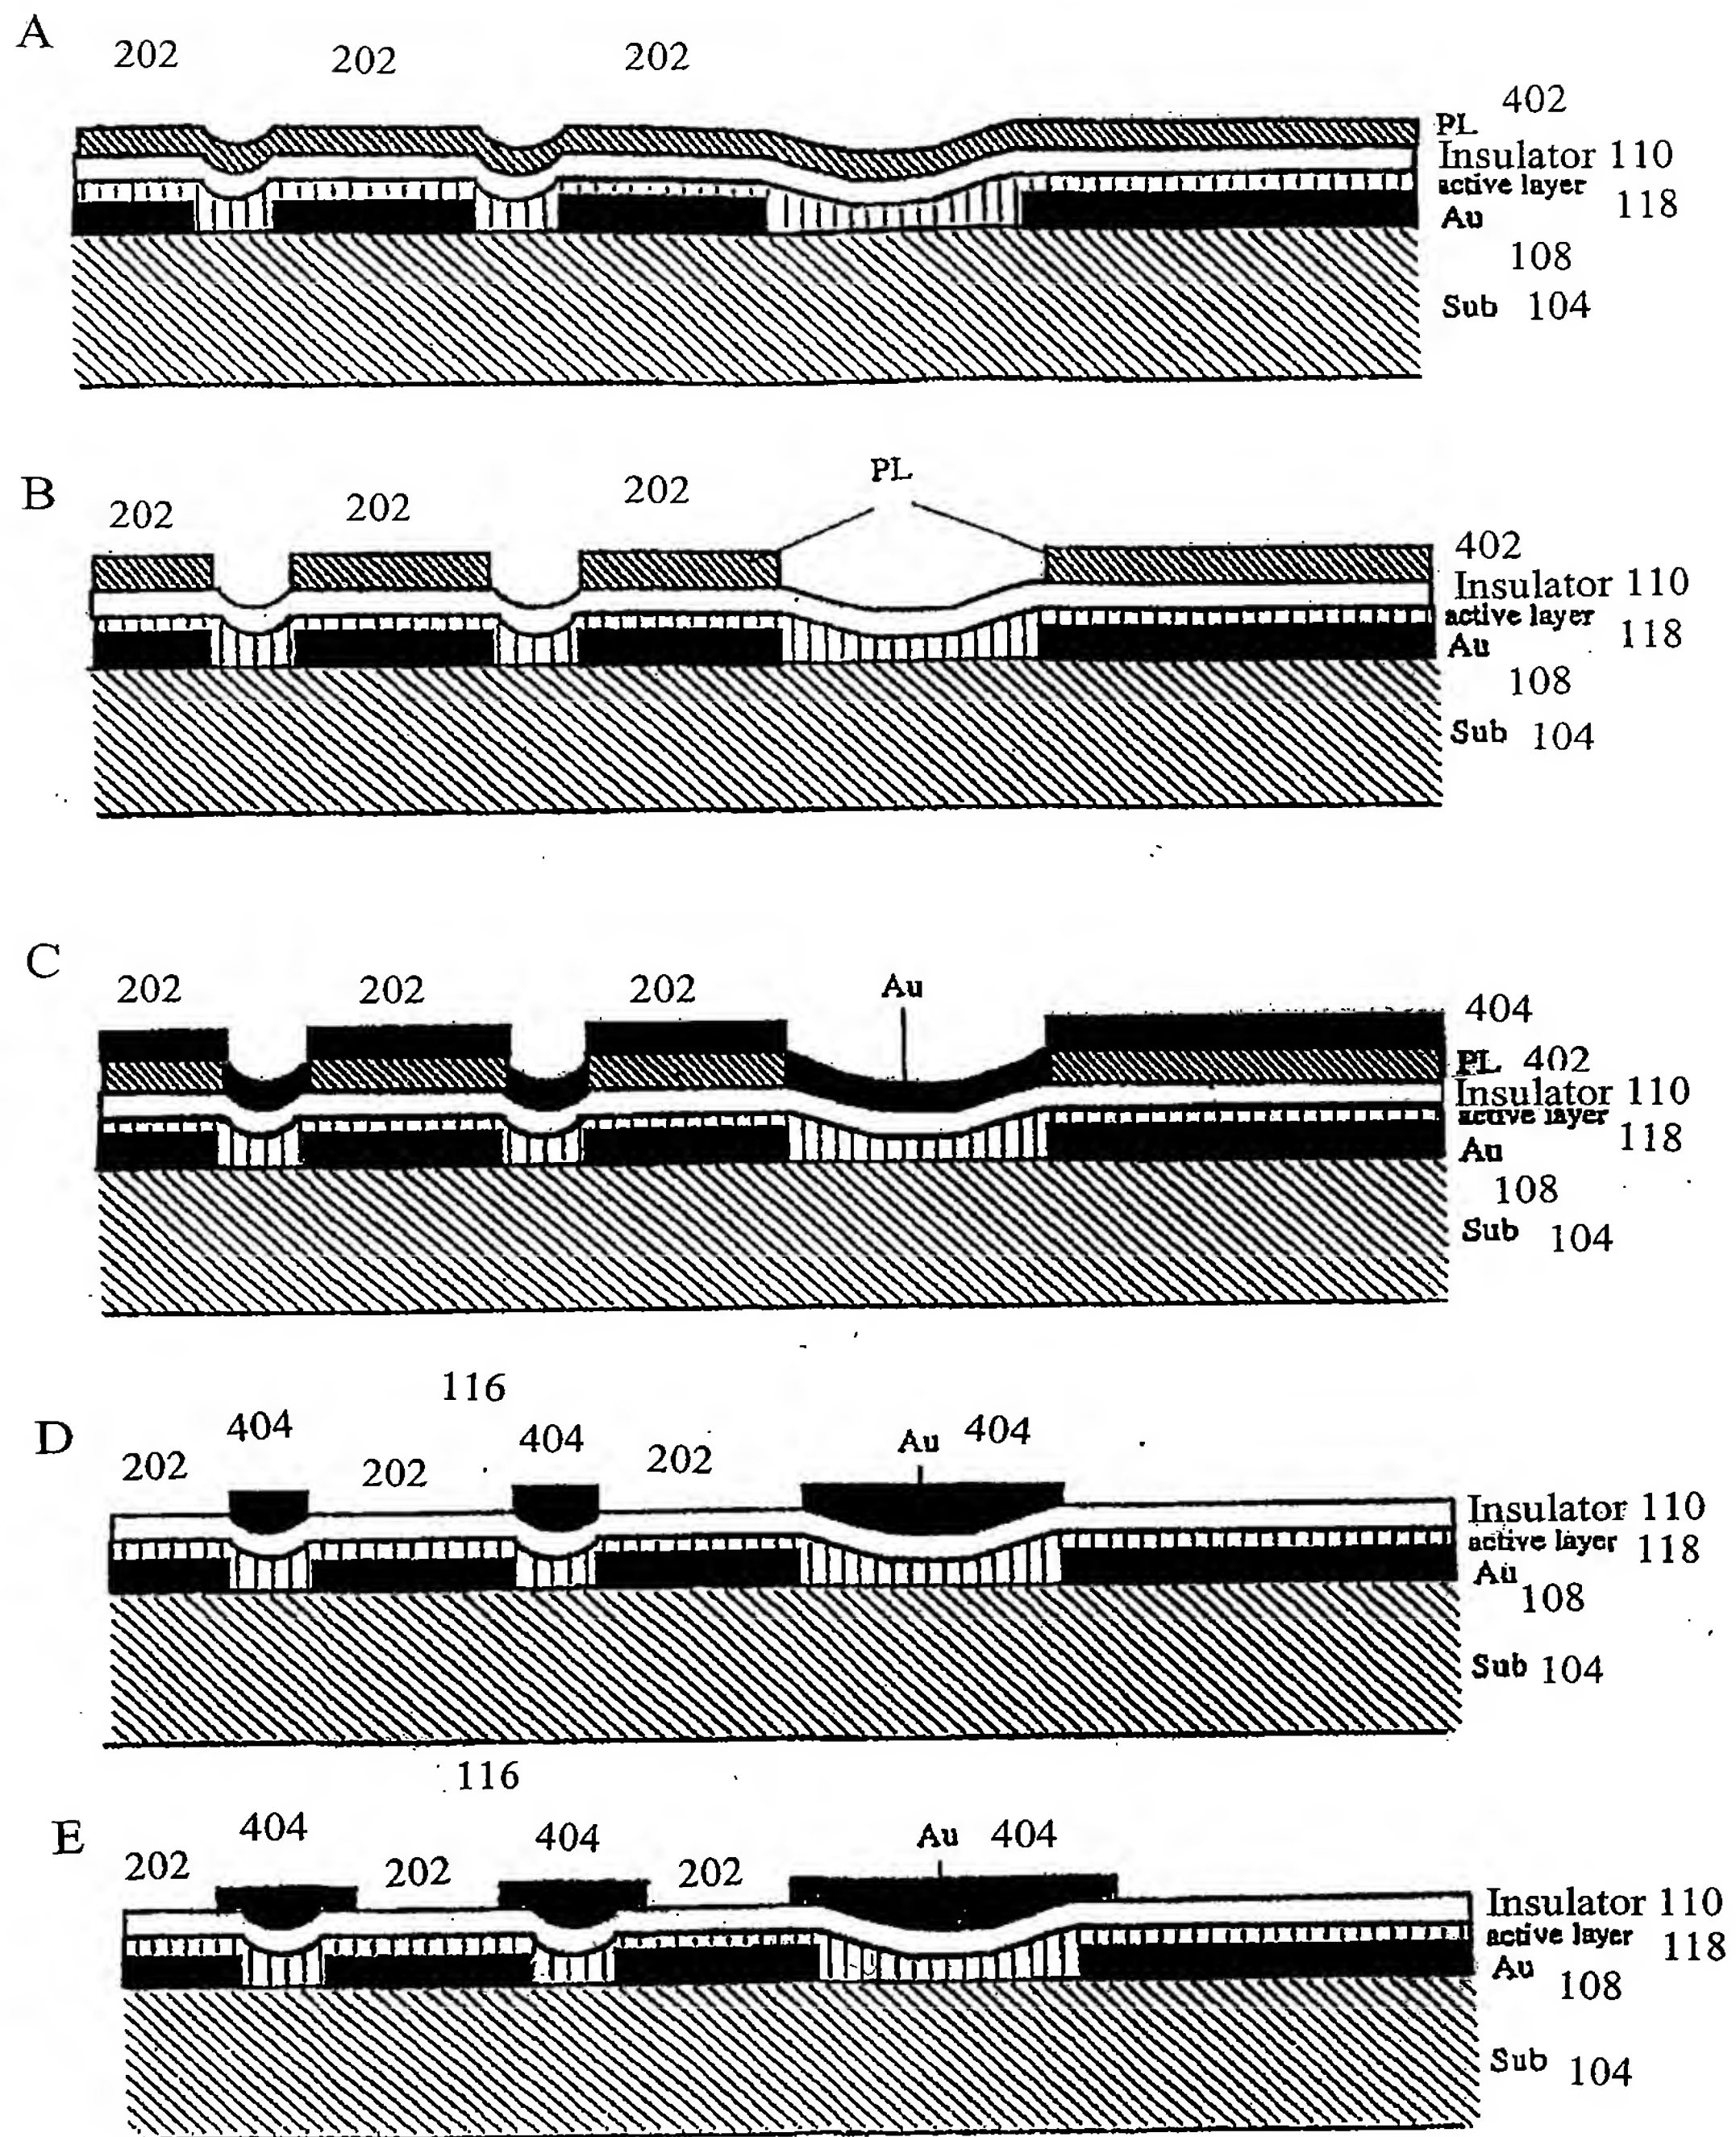 A
202 202 202
402
PL
Insulator 110
active layer
118
Au
108
Sub 104
B
202 202 202 PL
402
Insulator 110
active layer
118
Au
108
Sub 104
C
202 202 202 Au
404
PL 402
Insulator 110
active layer
118
Au
108
Sub 104
116
D
404 404 Au 404
202 202 202
Insulator 110
active layer
118
Au
108
Sub 104
116
E
404 404 Au 404
202 202 202
Insulator 110
active layer
118
Au
108
Sub 104